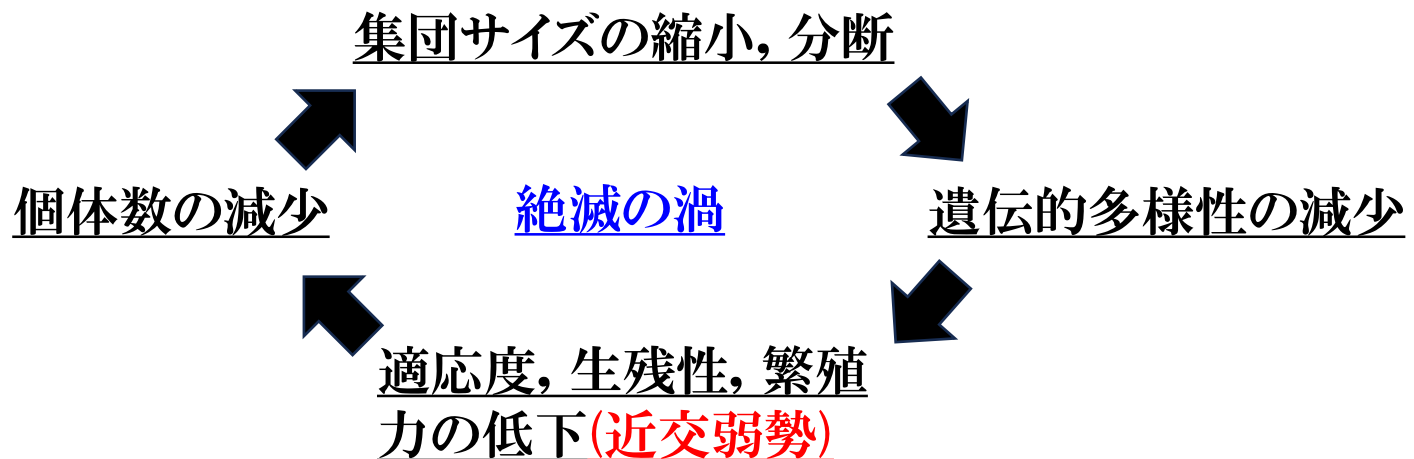 集団サイズの縮小, 分断
個体数の減少
絶滅の渦
遺伝的多様性の減少
適応度, 生残性, 繁殖
力の低下(近交弱勢)